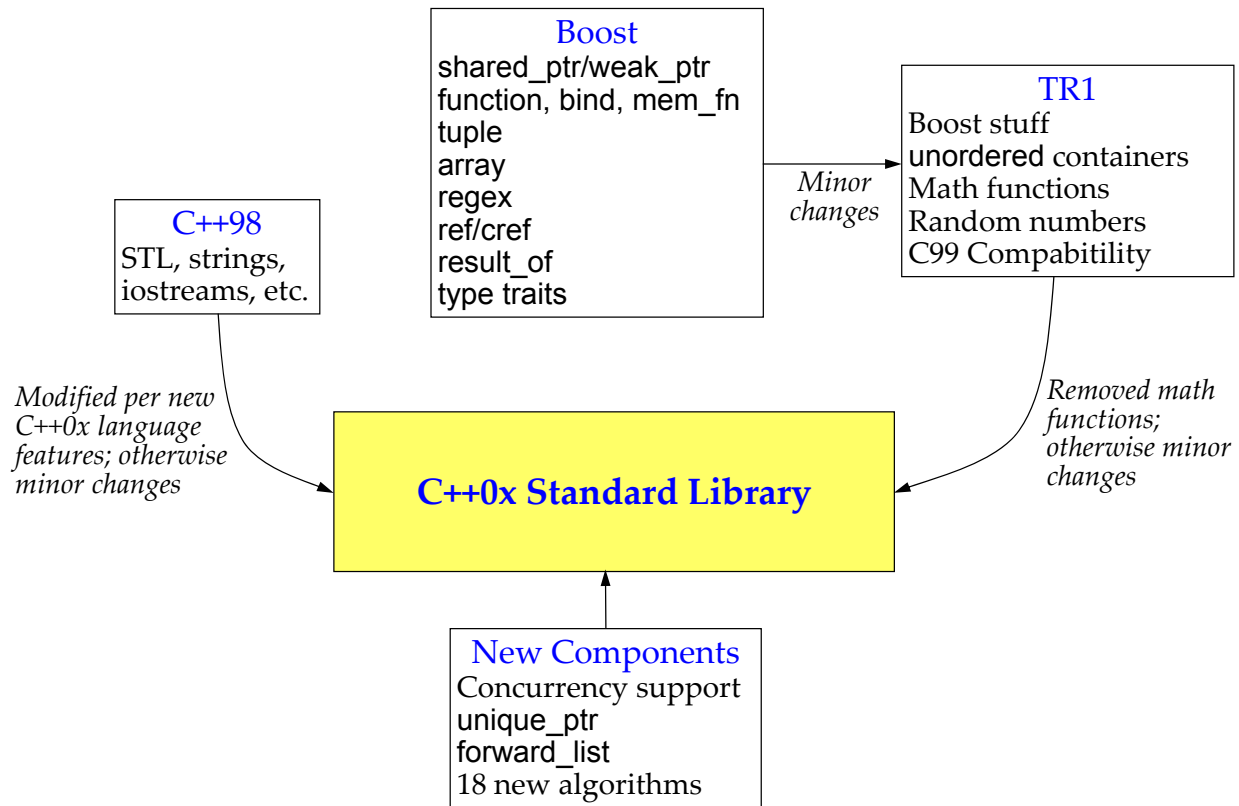 Boost
shared_ptr/weak_ptr
function, bind, mem_fn
tuple
array
regex
ref/cref
result_of
type traits
Minor
changes
TR1
Boost stuff
unordered containers
Math functions
Random numbers
C99 Compabitility
C++98
STL, strings,
iostreams, etc.
Modified per new
C++0x language
features; otherwise
minor changes
Removed math
functions;
otherwise minor
changes
C++0x Standard Library
New Components
Concurrency support
unique_ptr
forward_list
18 new algorithms